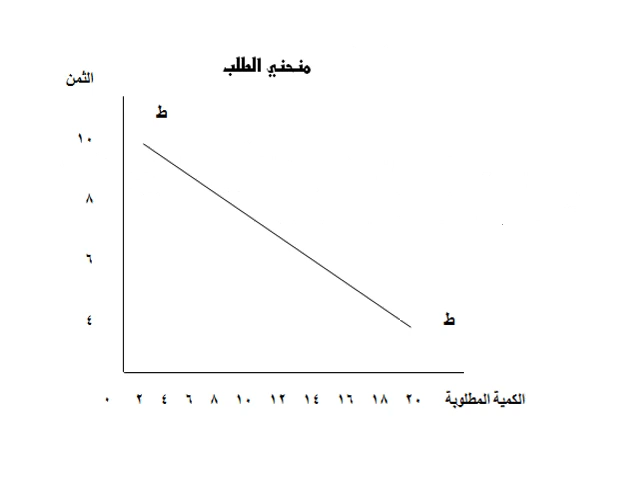 منحني الطلب
الثمن
ط
١٠
٨
٦
٤
ط
٠ ٢ ٤ ٦ ٨ ١٠ ١٢ ١٤ ١٦ ١٨ ٢٠ الكمية المطلوبة